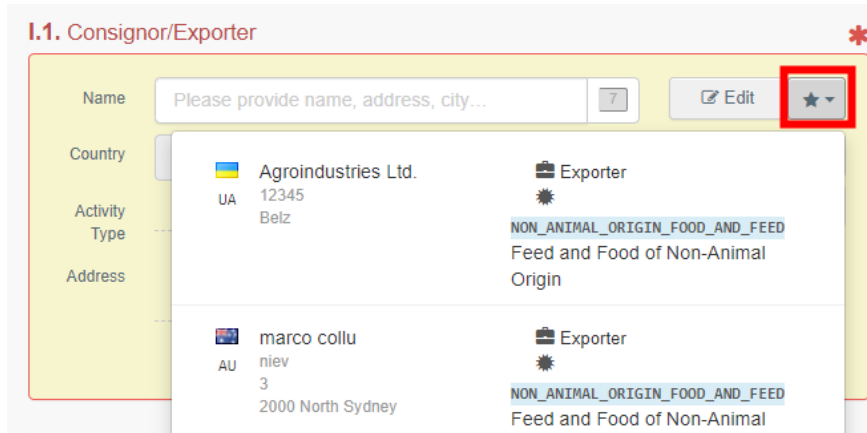 I.1. Consignor/Exporter
Name
Please provide name, address, city...
7
Edit
Country
Activity
Type
Address
UA
Agroindustries Ltd.
12345
Belz
Exporter
NON_ANIMAL_ORIGIN_FOOD_AND_FEED
Feed and Food of Non-Animal
Origin
AU
marco collu
niev
3
2000 North Sydney
Exporter
NON_ANIMAL_ORIGIN_FOOD_AND_FEED
Feed and Food of Non-Animal